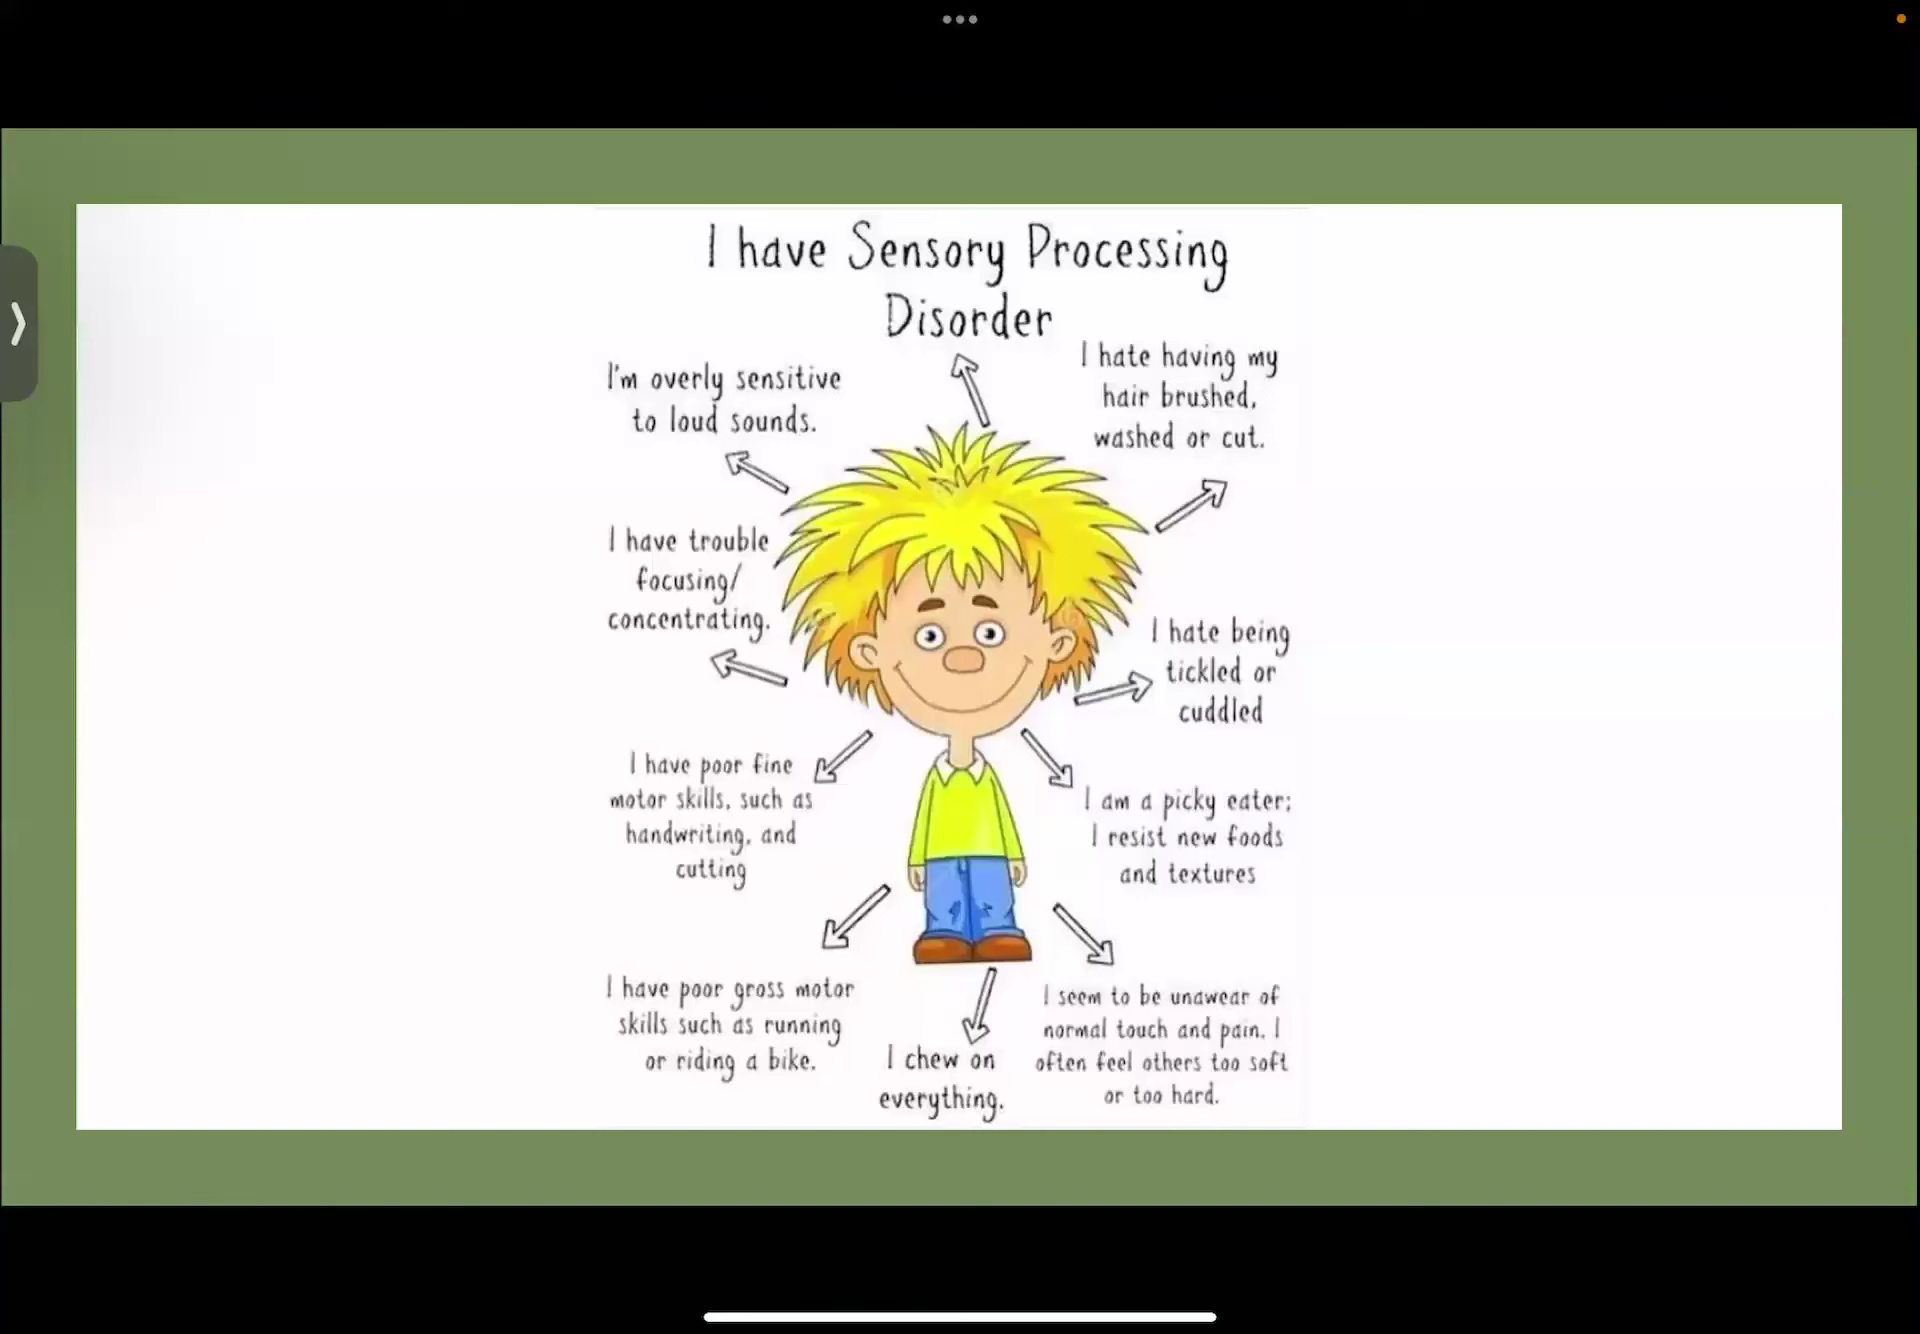 I have Sensory Processing
Disorder
I'm overly sensitive
to loud sounds.
I hate having my
hair brushed,
washed or cut.
I have trouble
focusing/
concentrating.
I hate being
tickled or
cuddled
I have poor fine
motor skills, such as
handwriting, and
cutting
I am a picky eater;
I resist new foods
and textures
I have poor gross motor
skills such as running
or riding a bike.
I chew on
everything.
I seem to be unawear of
normal touch and pain. I
often feel others too soft
or too hard.